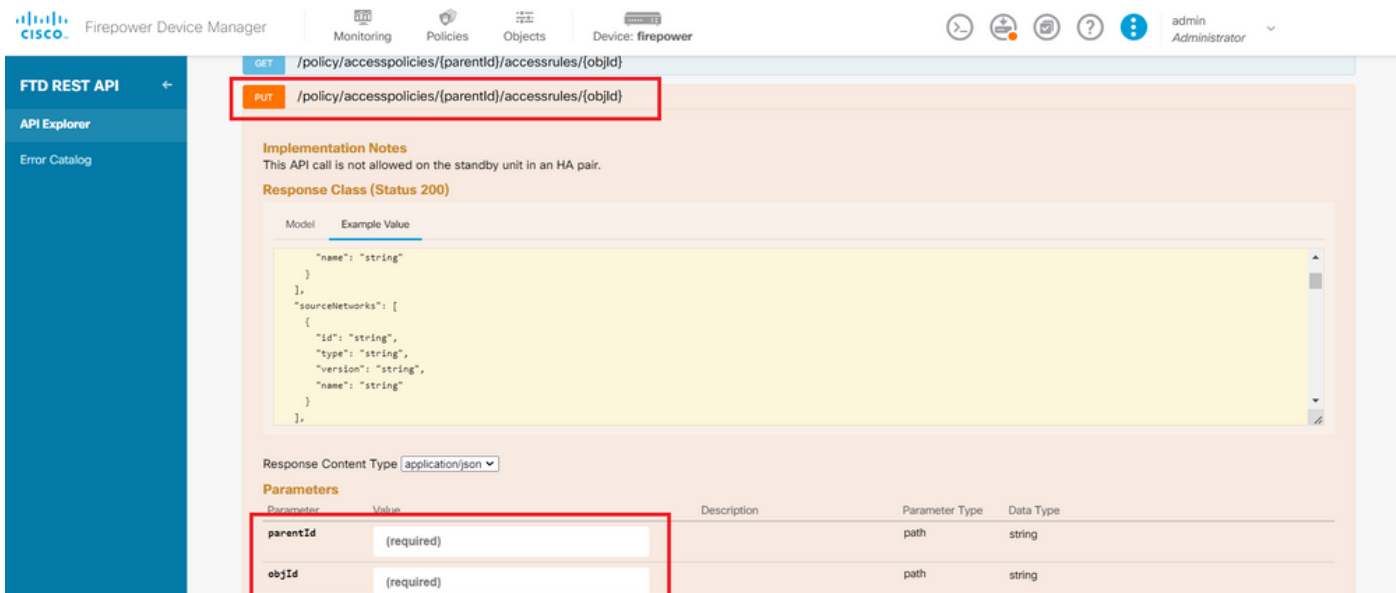 CISCO.
Firepower Device Manager
Monitoring
Policies
Objects
Device: firepower
admin
Administrator
FTD REST API
API Explorer
Error Catalog
GET /policy/accesspolicies/{parentId}/accessrules/{objId}
PUT /policy/accesspolicies/{parentId}/accessrules/{objId}
Implementation Notes
This API call is not allowed on the standby unit in an HA pair.
Response Class (Status 200)
Model Example Value
"name": "string"
}
],
"sourceNetworks": [
{
"id": "string",
"type": "string",
"version": "string",
"name": "string"
}
],
Response Content Type application/json
Parameters
Parameter Value Description Parameter Type Data Type
parentId (required) path string
objId (required) path string